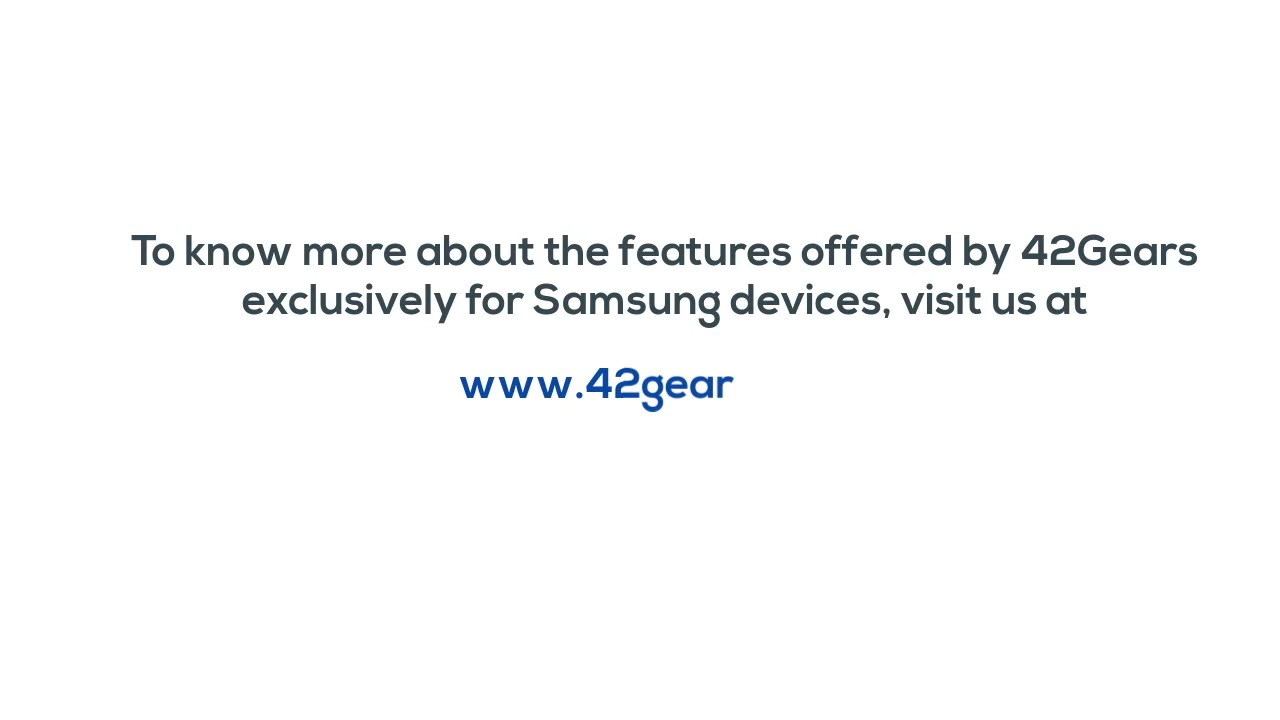 To know more about the features offered by 42Gears
exclusively for Samsung devices, visit us at
www.42gear